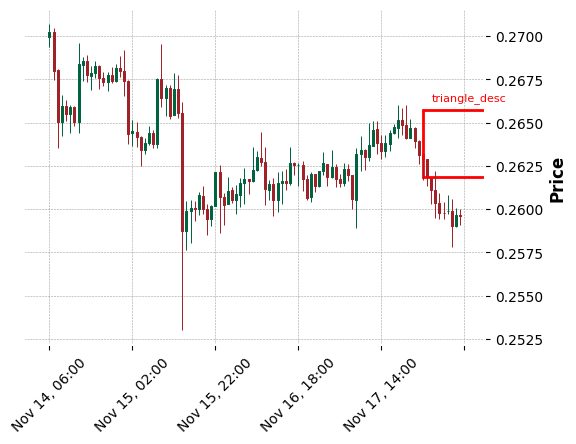 0.2700
0.2675
triangle_desc
0.2650
0.2625
0.2600
0.2575
0.2550
0.2525
Price
Nov 14, 06:00
Nov 15, 02:00
Nov 15, 22:00
Nov 16, 18:00
Nov 17, 14:00